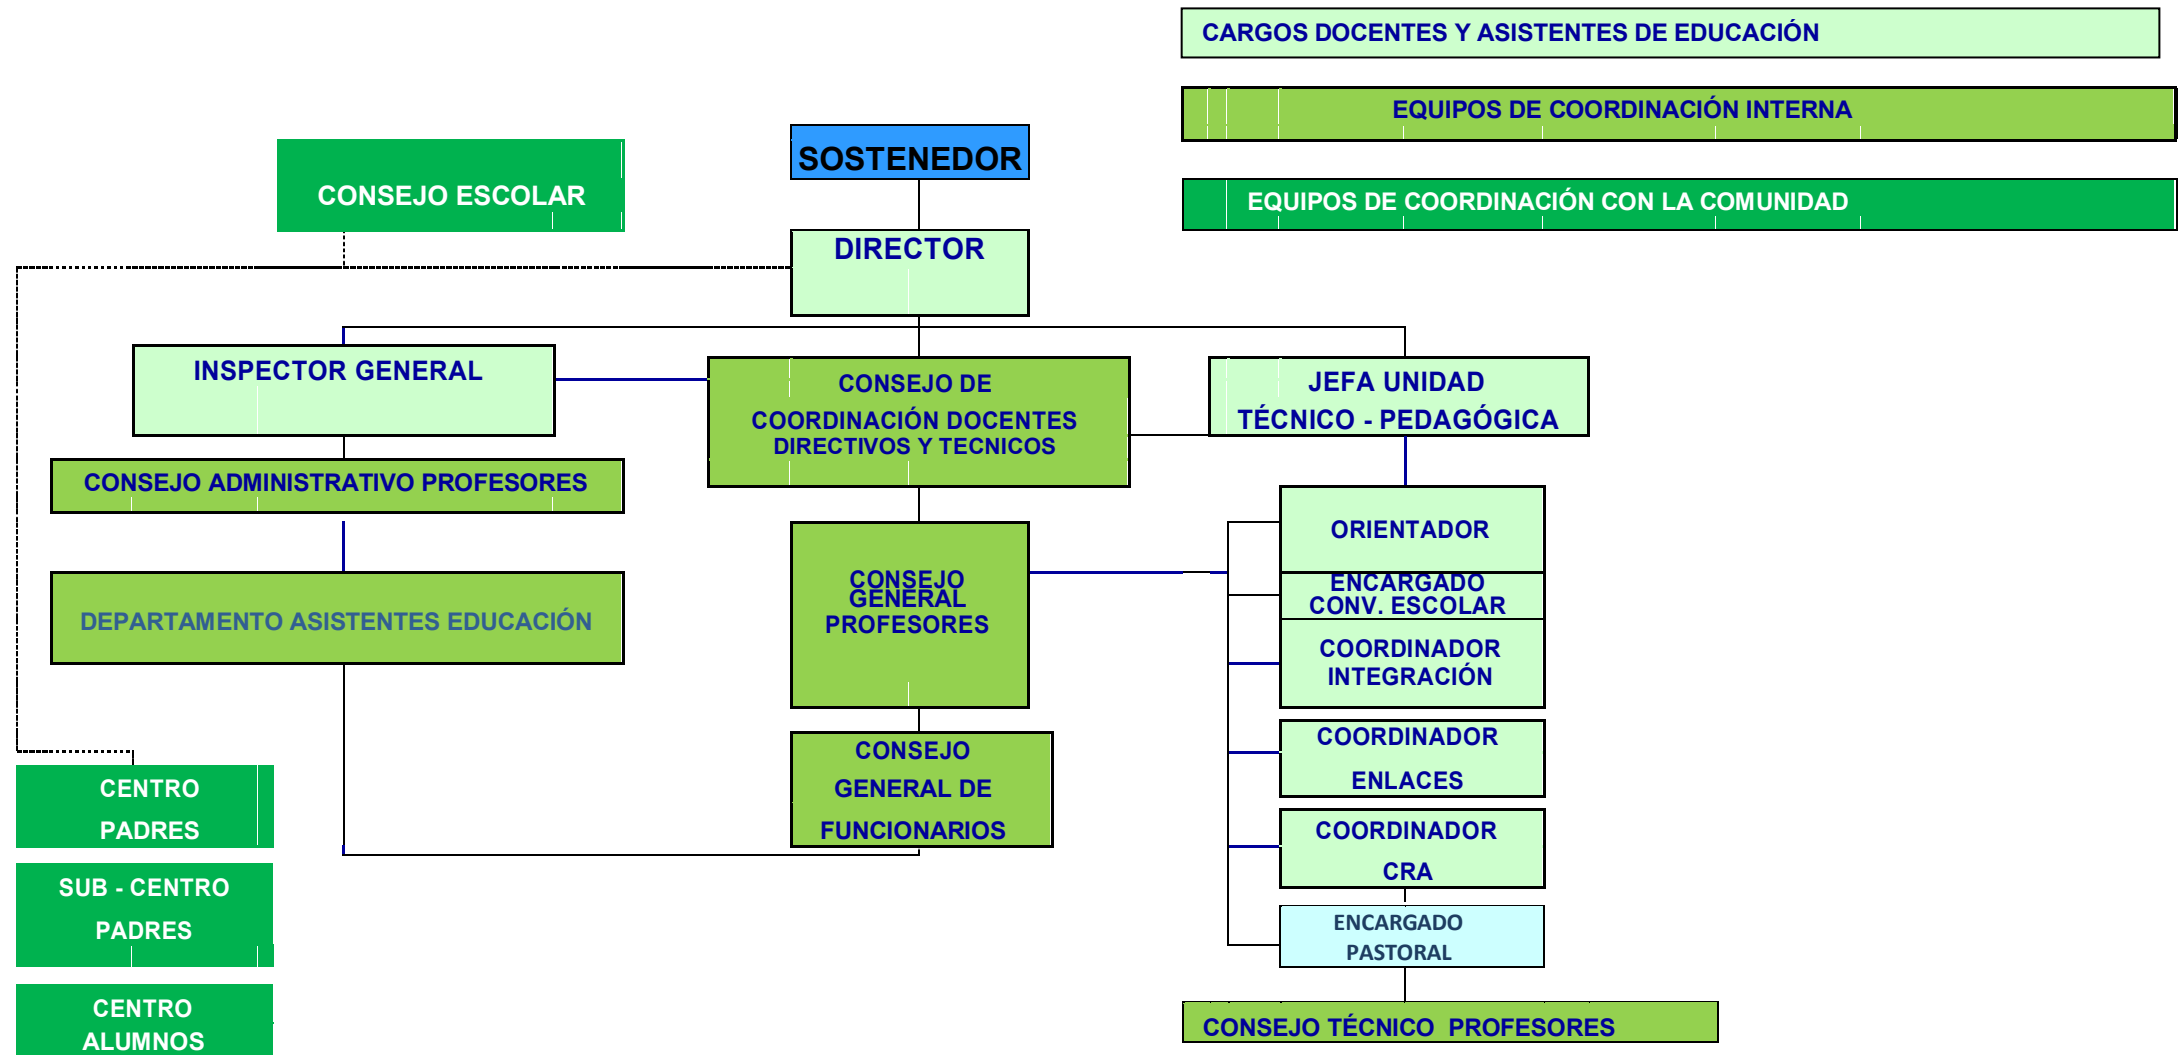 CARGOS DOCENTES Y ASISTENTES DE EDUCACIÓN
EQUIPOS DE COORDINACIÓN INTERNA
EQUIPOS DE COORDINACIÓN CON LA COMUNIDAD
SOSTENEDOR
CONSEJO ESCOLAR
DIRECTOR
INSPECTOR GENERAL
CONSEJO DE
COORDINACIÓN DOCENTES
DIRECTIVOS Y TECNICOS
JEFA UNIDAD
TÉCNICO - PEDAGÓGICA
CONSEJO ADMINISTRATIVO PROFESORES
DEPARTAMENTO ASISTENTES EDUCACIÓN
CONSEJO
GENERAL
PROFESORES
ORIENTADOR
ENCARGADO
CONV. ESCOLAR
COORDINADOR
INTEGRACIÓN
COORDINADOR
ENLACES
COORDINADOR
CRA
ENCARGADO
PASTORAL
CONSEJO TÉCNICO  PROFESORES
CONSEJO
GENERAL DE
FUNCIONARIOS
CENTRO
PADRES
SUB - CENTRO
PADRES
CENTRO
ALUMNOS